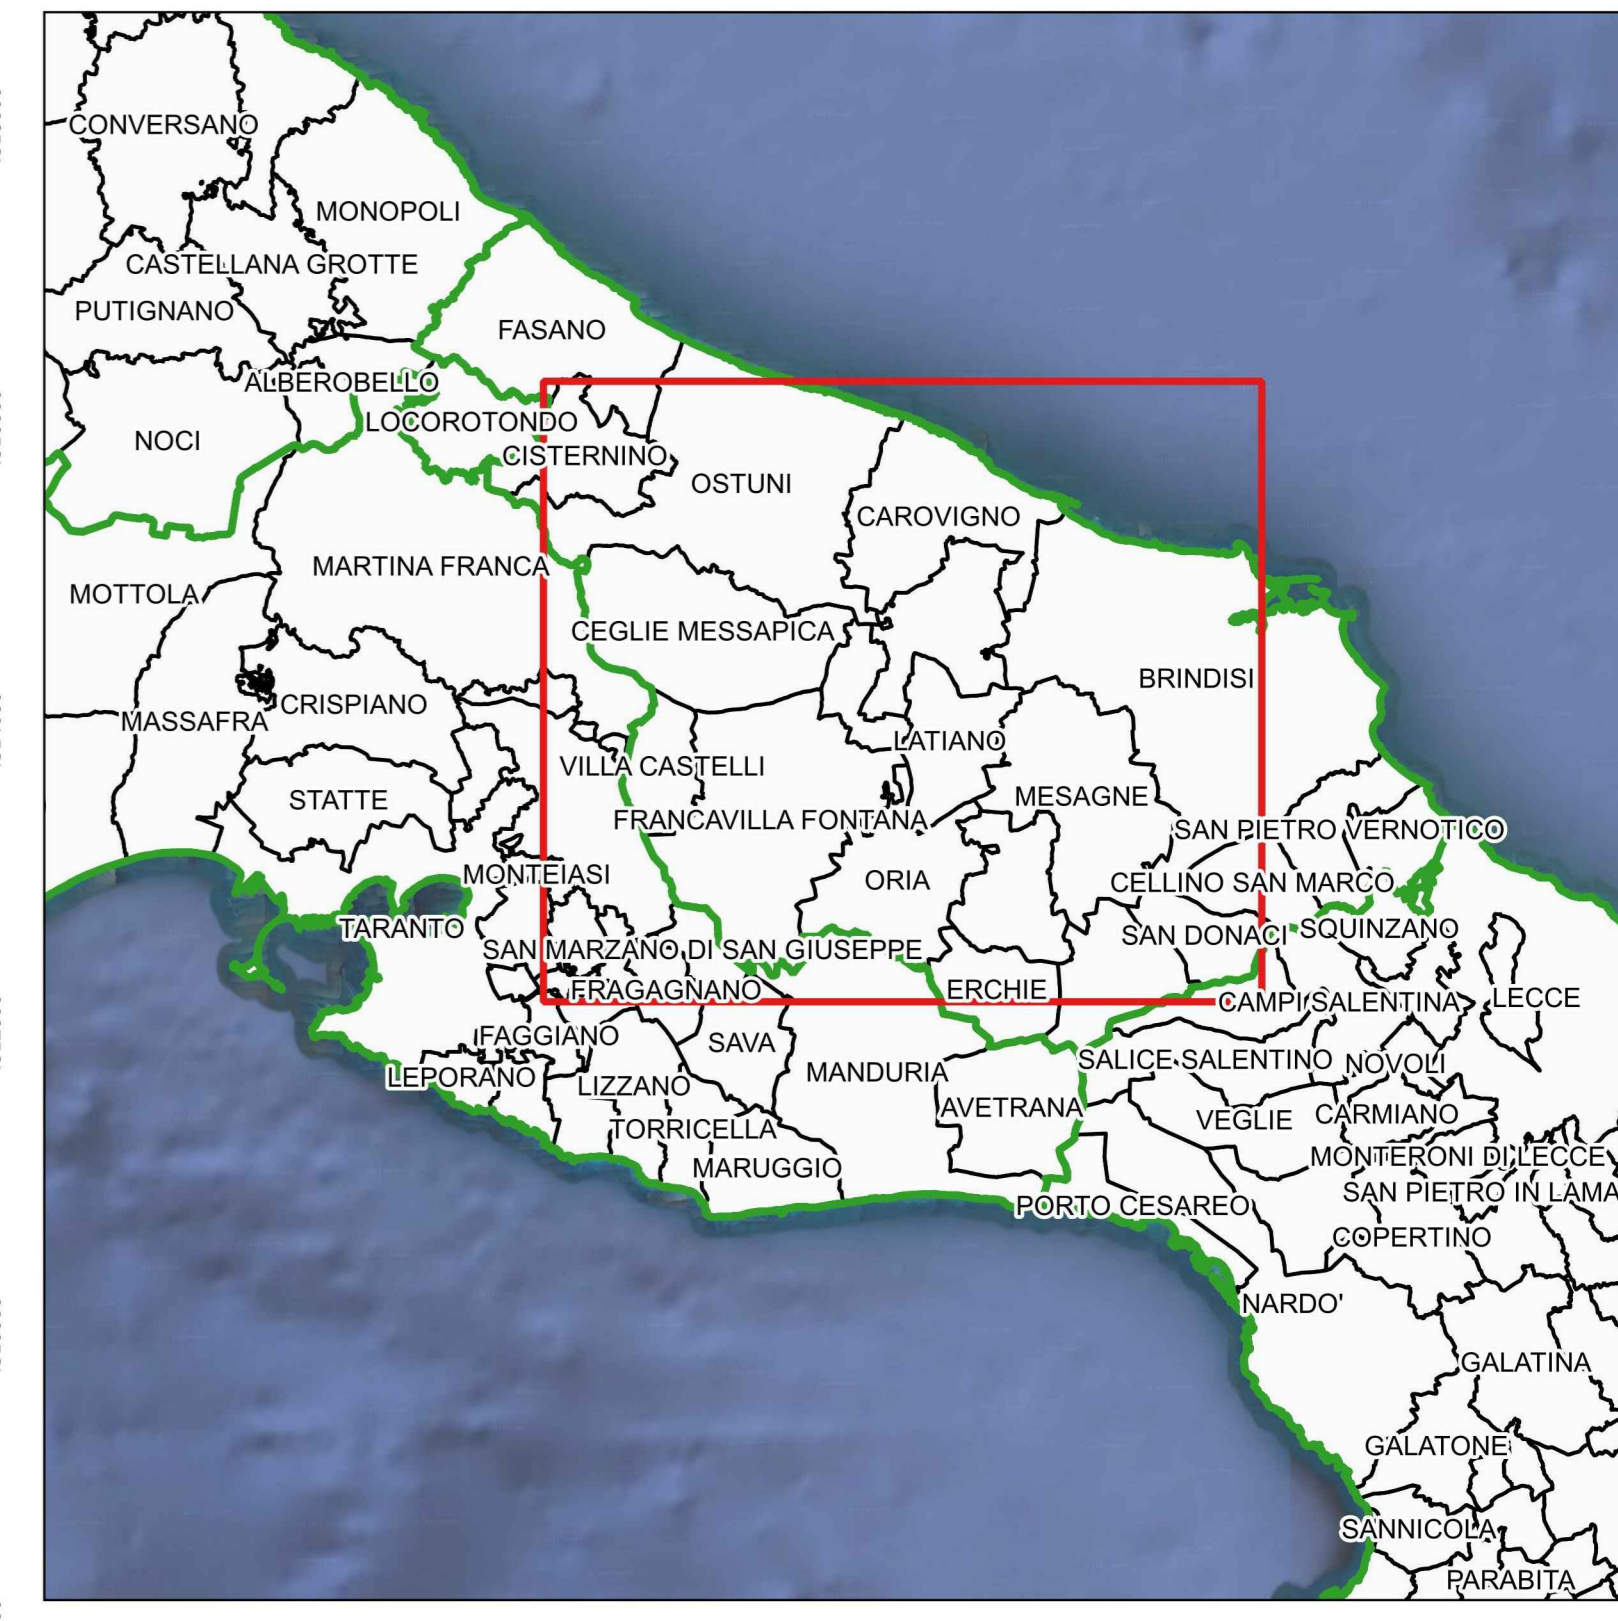 CONVERSANO
MONOPOLI
CASTELLANA GROTTE
PUTIGNANO
FASANO
ALBEROBELLO
LOCOROTONDO
NOCI
CISTERNINO
OSTUNI
CAROVIGNO
MARTINA FRANCA
MOTTOLA
CEGLIE MESSAPICA
BRINDISI
CRISPIANO
MASSAFRA
LATIANO
VILLA CASTELLI
STATTE
MESAGNE
FRANCAVILLA FONTANA
SAN PIETRO VERNOTICO
MONTEIASI
ORIA
CELLINO SAN MARCO
TARANTO
SAN DONACI
SQUINZANO
SAN MARZANO DI SAN GIUSEPPE
FRAGAGNANO
ERCHIE
CAMPI SALENTINA
LECCE
FAGGIANO
SAVA
SALICE SALENTINO
NOVOLI
LEPORANO
LIZZANO
MANDURIA
AVETRANA
VEGLIE
CARMIANO
TORRICELLA
MONTERONI DI LECCE
MARUGGIO
SAN PIETRO IN LAMA
PORTO CESAREO
COPERTINO
NARDO'
GALATINA
GALATONE
SANNICOLA
PARABITA